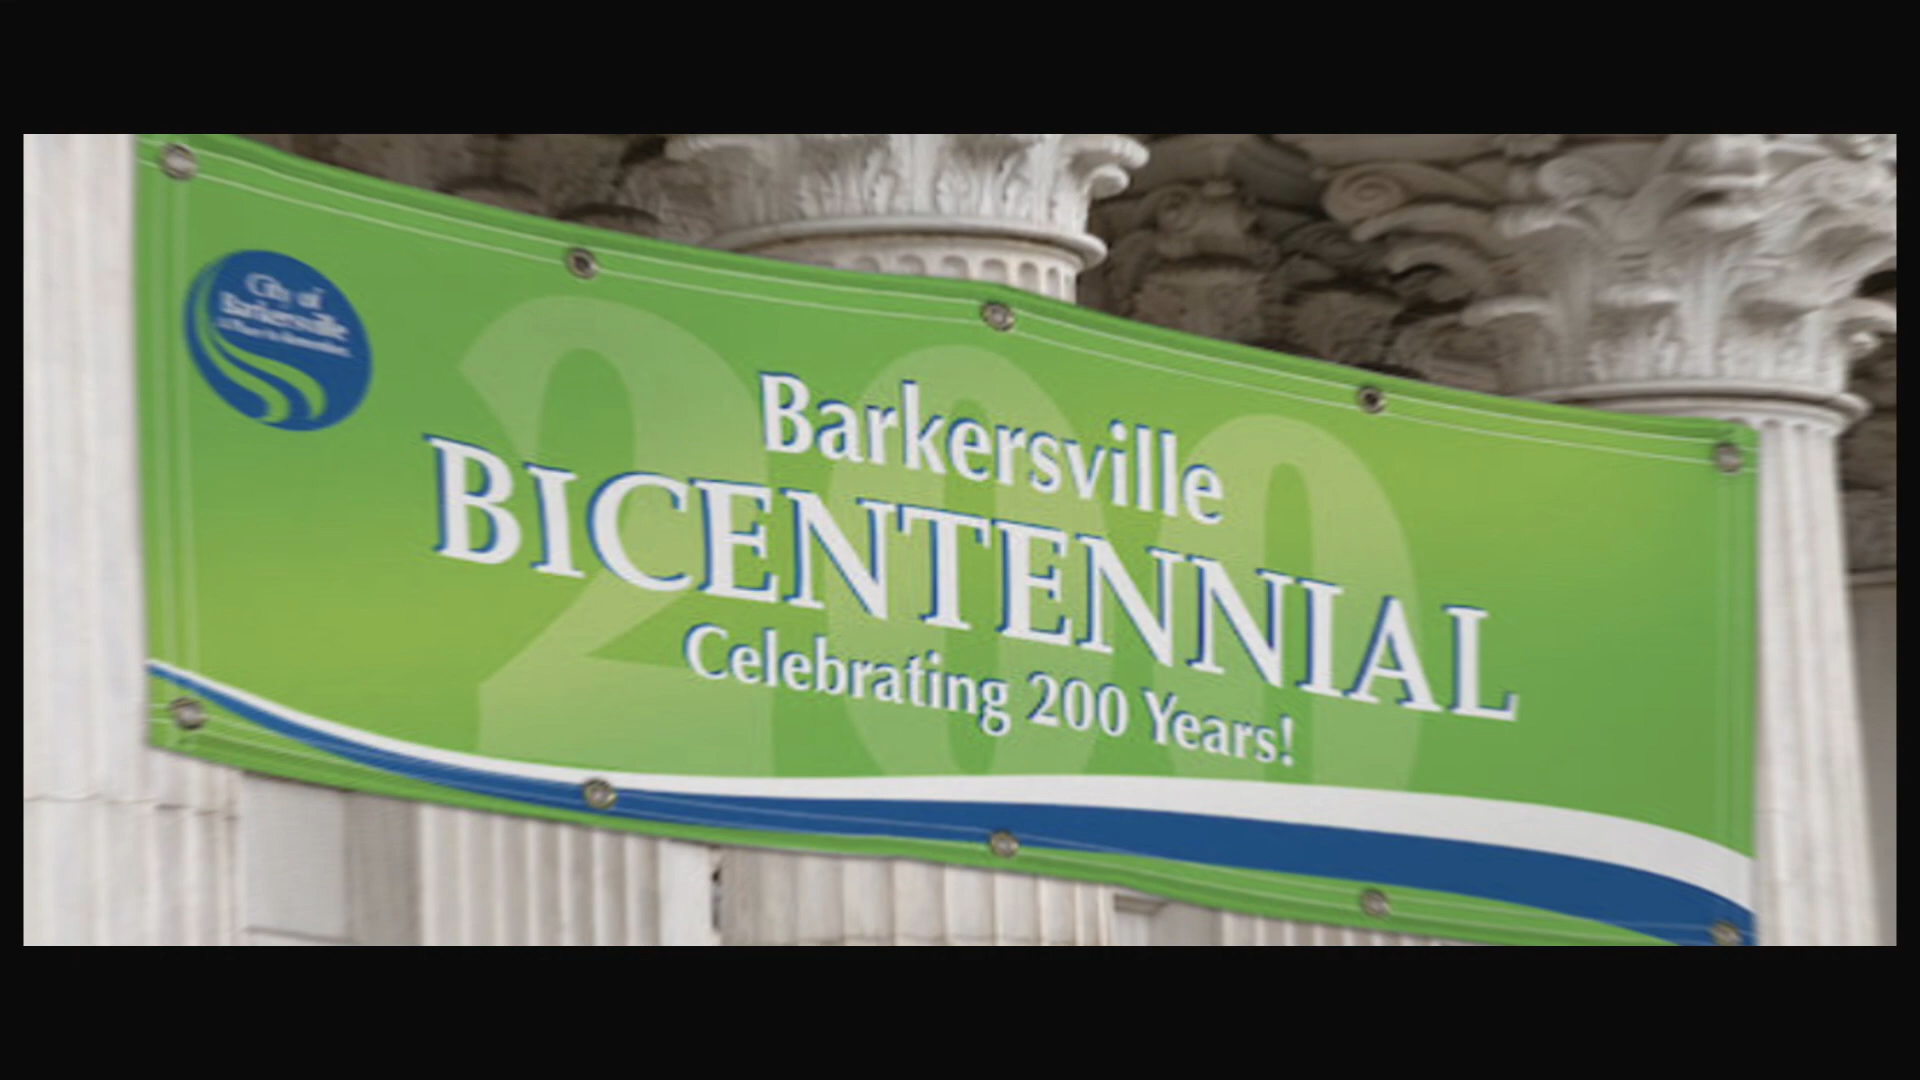 City of
Barkersville
Barkersville
BICENTENNIAL
Celebrating 200 Years!
200